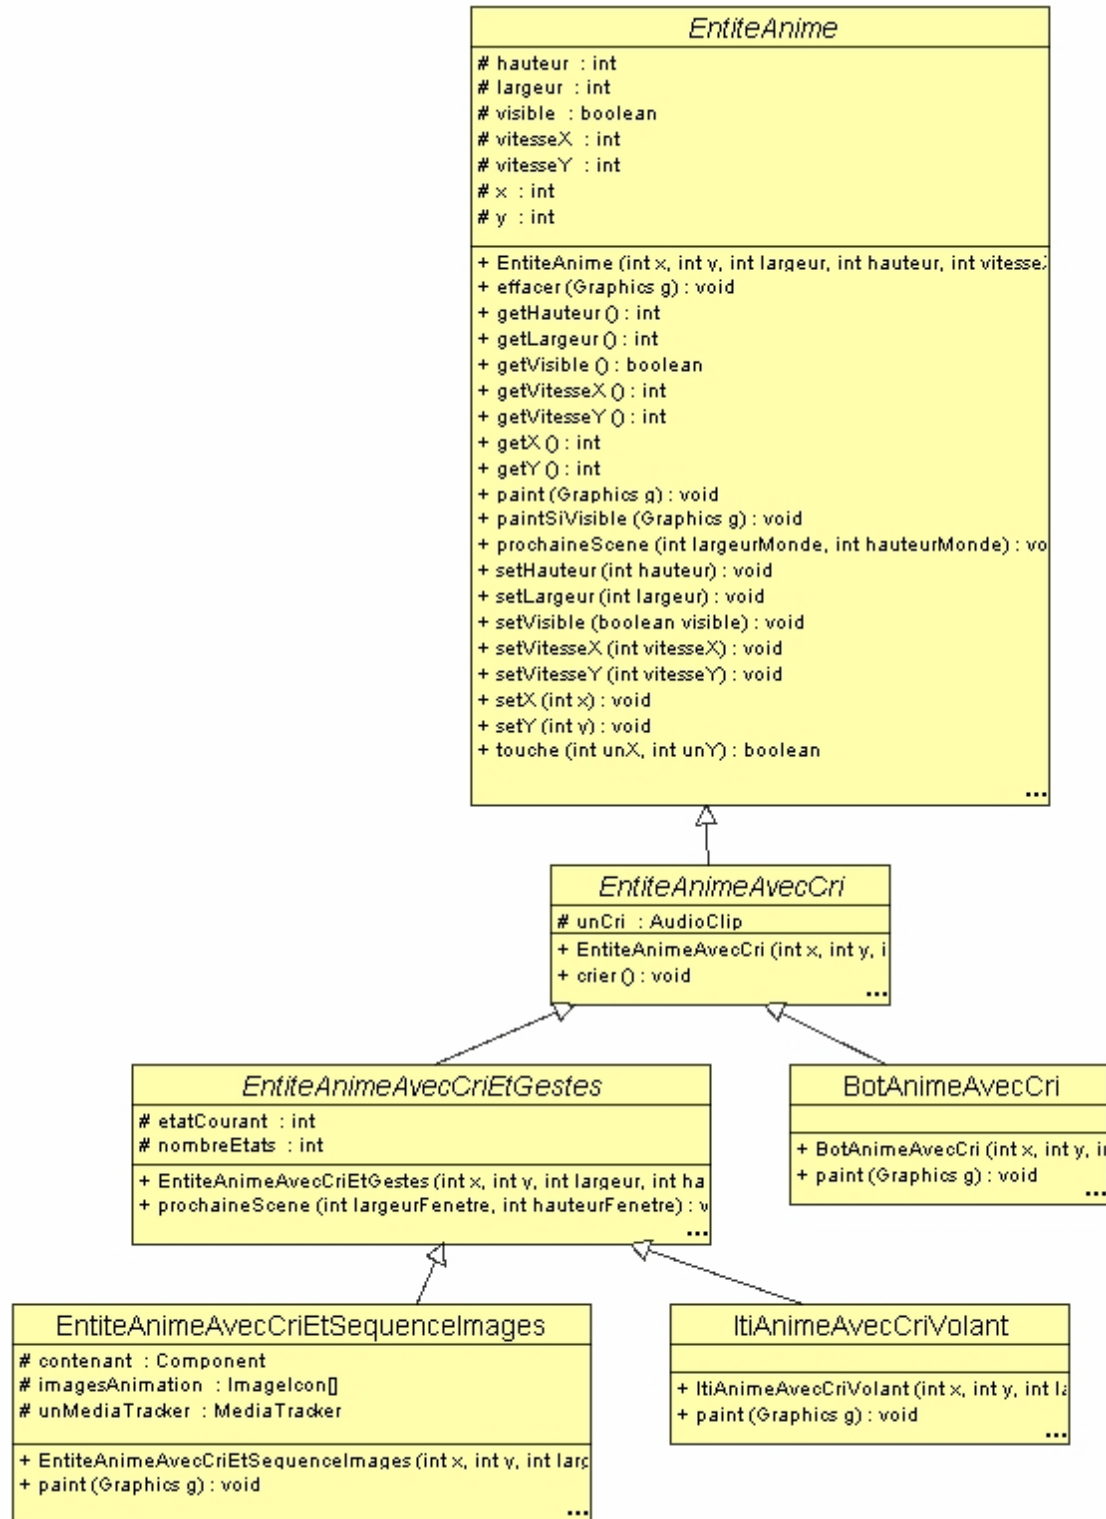 EntiteAnime
# hauteur : int
# largeur : int
# visible : boolean
# vitesseX : int
# vitesseY : int
# x : int
# y : int
+ EntiteAnime (int x, int y, int largeur, int hauteur, int vitesse
+ effacer (Graphics g) : void
+ getHauteur () : int
+ getLargeur () : int
+ getVisible () : boolean
+ getVitesseX () : int
+ getVitesseY () : int
+ getX () : int
+ getY () : int
+ paint (Graphics g) : void
+ paintSiVisible (Graphics g) : void
+ prochaineScene (int largeurMonde, int hauteurMonde) : vo
+ setHauteur (int hauteur) : void
+ setLargeur (int largeur) : void
+ setVisible (boolean visible) : void
+ setVitesseX (int vitesseX) : void
+ setVitesseY (int vitesseY) : void
+ setX (int x) : void
+ setY (int y) : void
+ touche (int unX, int unY) : boolean
...
EntiteAnimeAvecCri
# unCri : AudioClip
+ EntiteAnimeAvecCri (int x, int y, i
+ crier () : void
...
EntiteAnimeAvecCriEtGestes
# etatCourant : int
# nombreEtats : int
+ EntiteAnimeAvecCriEtGestes (int x, int y, int largeur, int ha
+ prochaineScene (int largeurFenetre, int hauteurFenetre) : v
...
BotAnimeAvecCri
+ BotAnimeAvecCri (int x, int y, in
+ paint (Graphics g) : void
...
EntiteAnimeAvecCriEtSequenceImages
# contenant : Component
# imagesAnimation : ImageIcon[]
# unMediaTracker : MediaTracker
+ EntiteAnimeAvecCriEtSequenceImages (int x, int y, int larg
+ paint (Graphics g) : void
...
ItiAnimeAvecCriVolant
+ ItiAnimeAvecCriVolant (int x, int y, int la
+ paint (Graphics g) : void
...